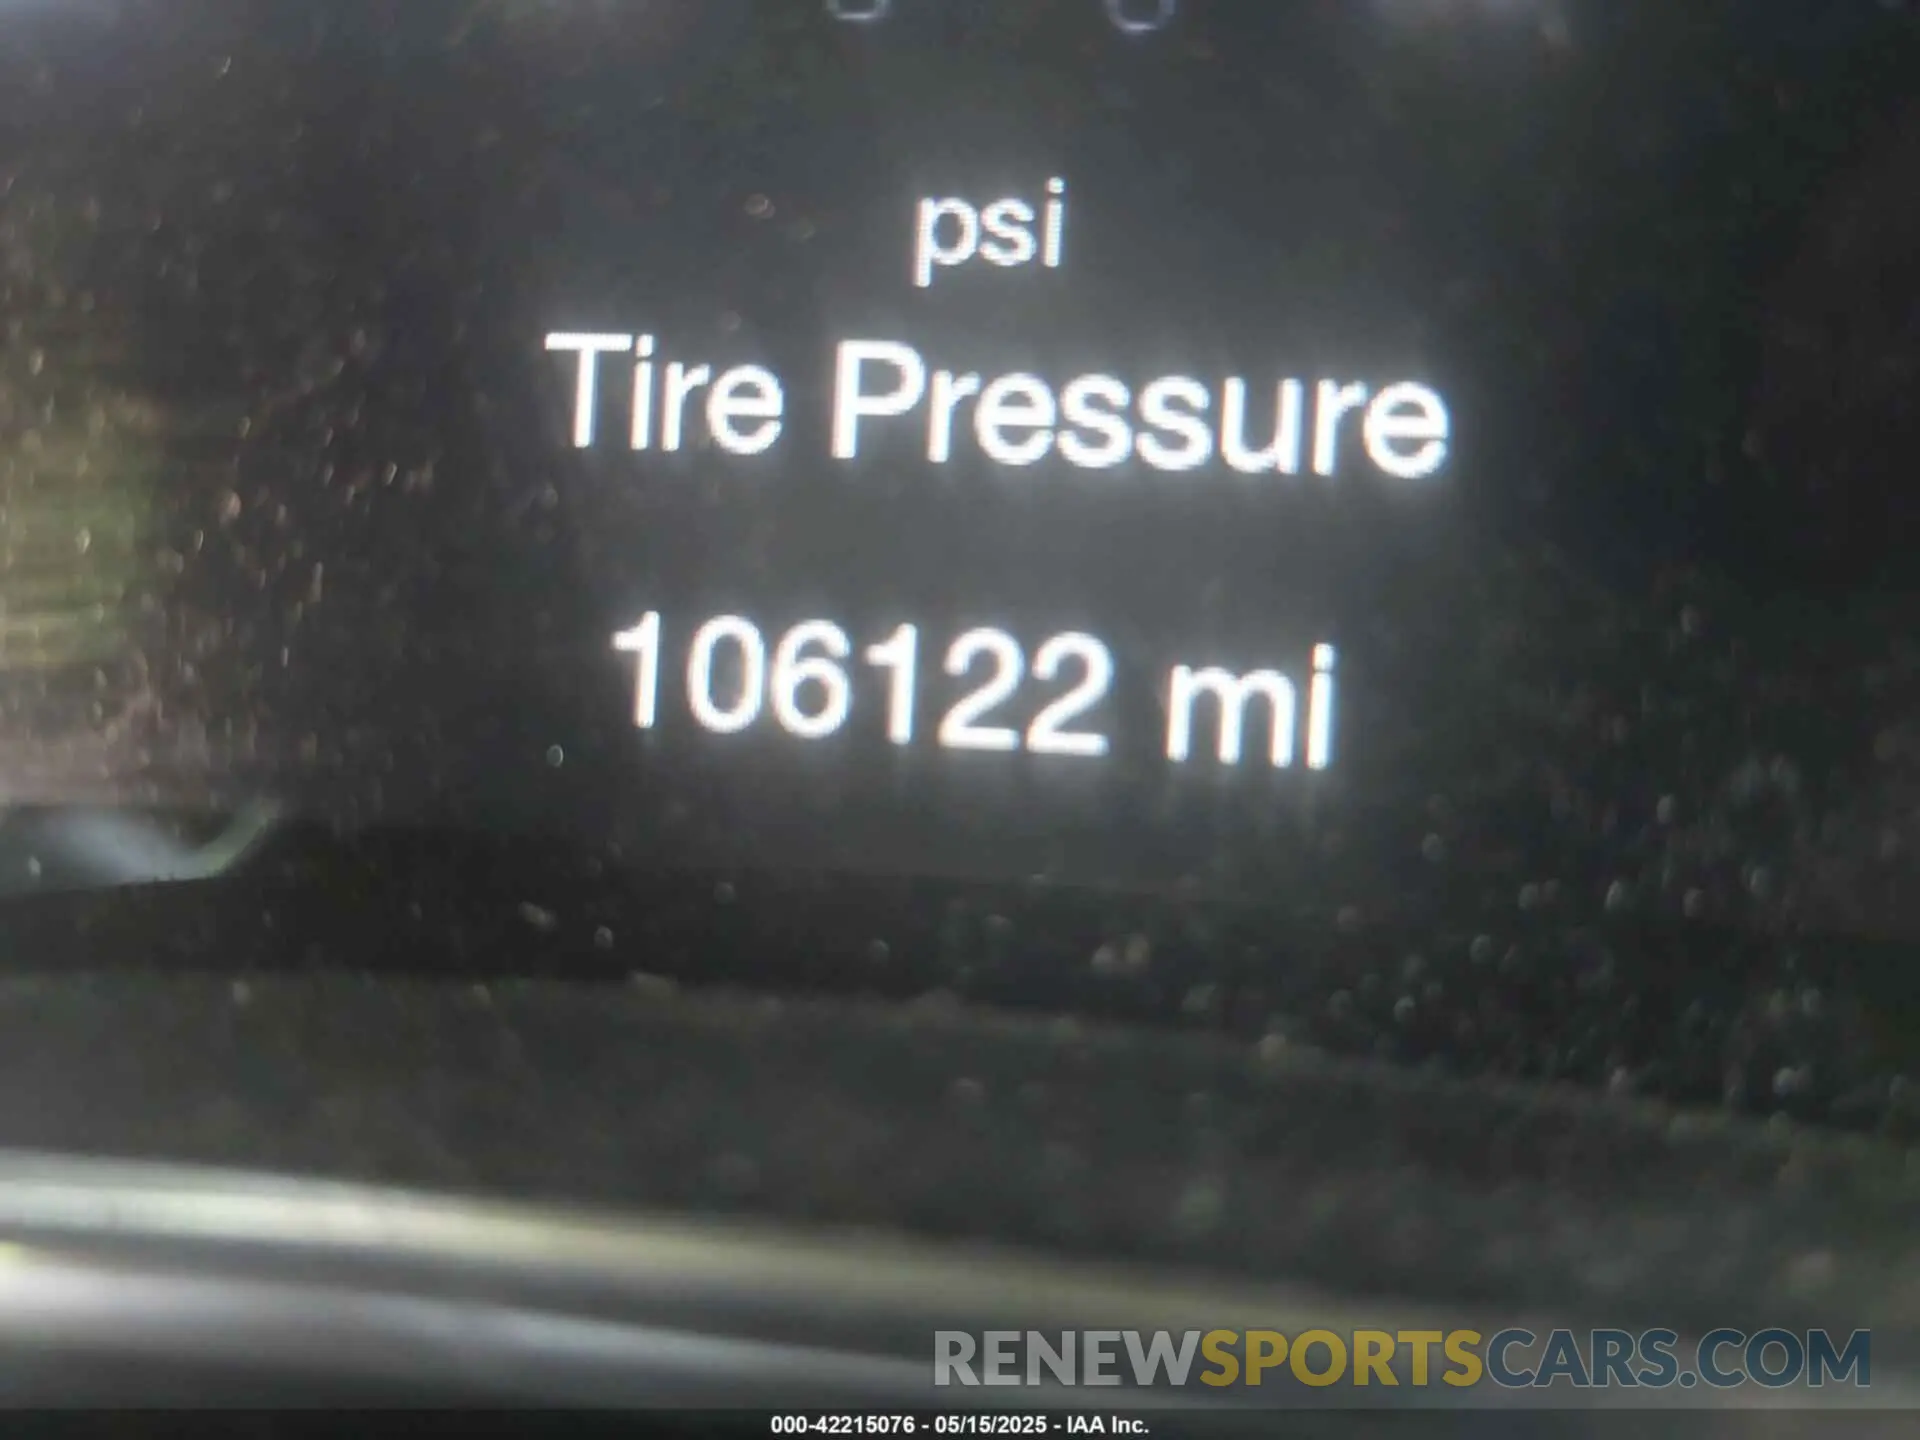 psi
Tire Pressure
106122 mi
RENEWSPORTSCARS.COM
000-42215076 - 05/15/2025 - IAA Inc.